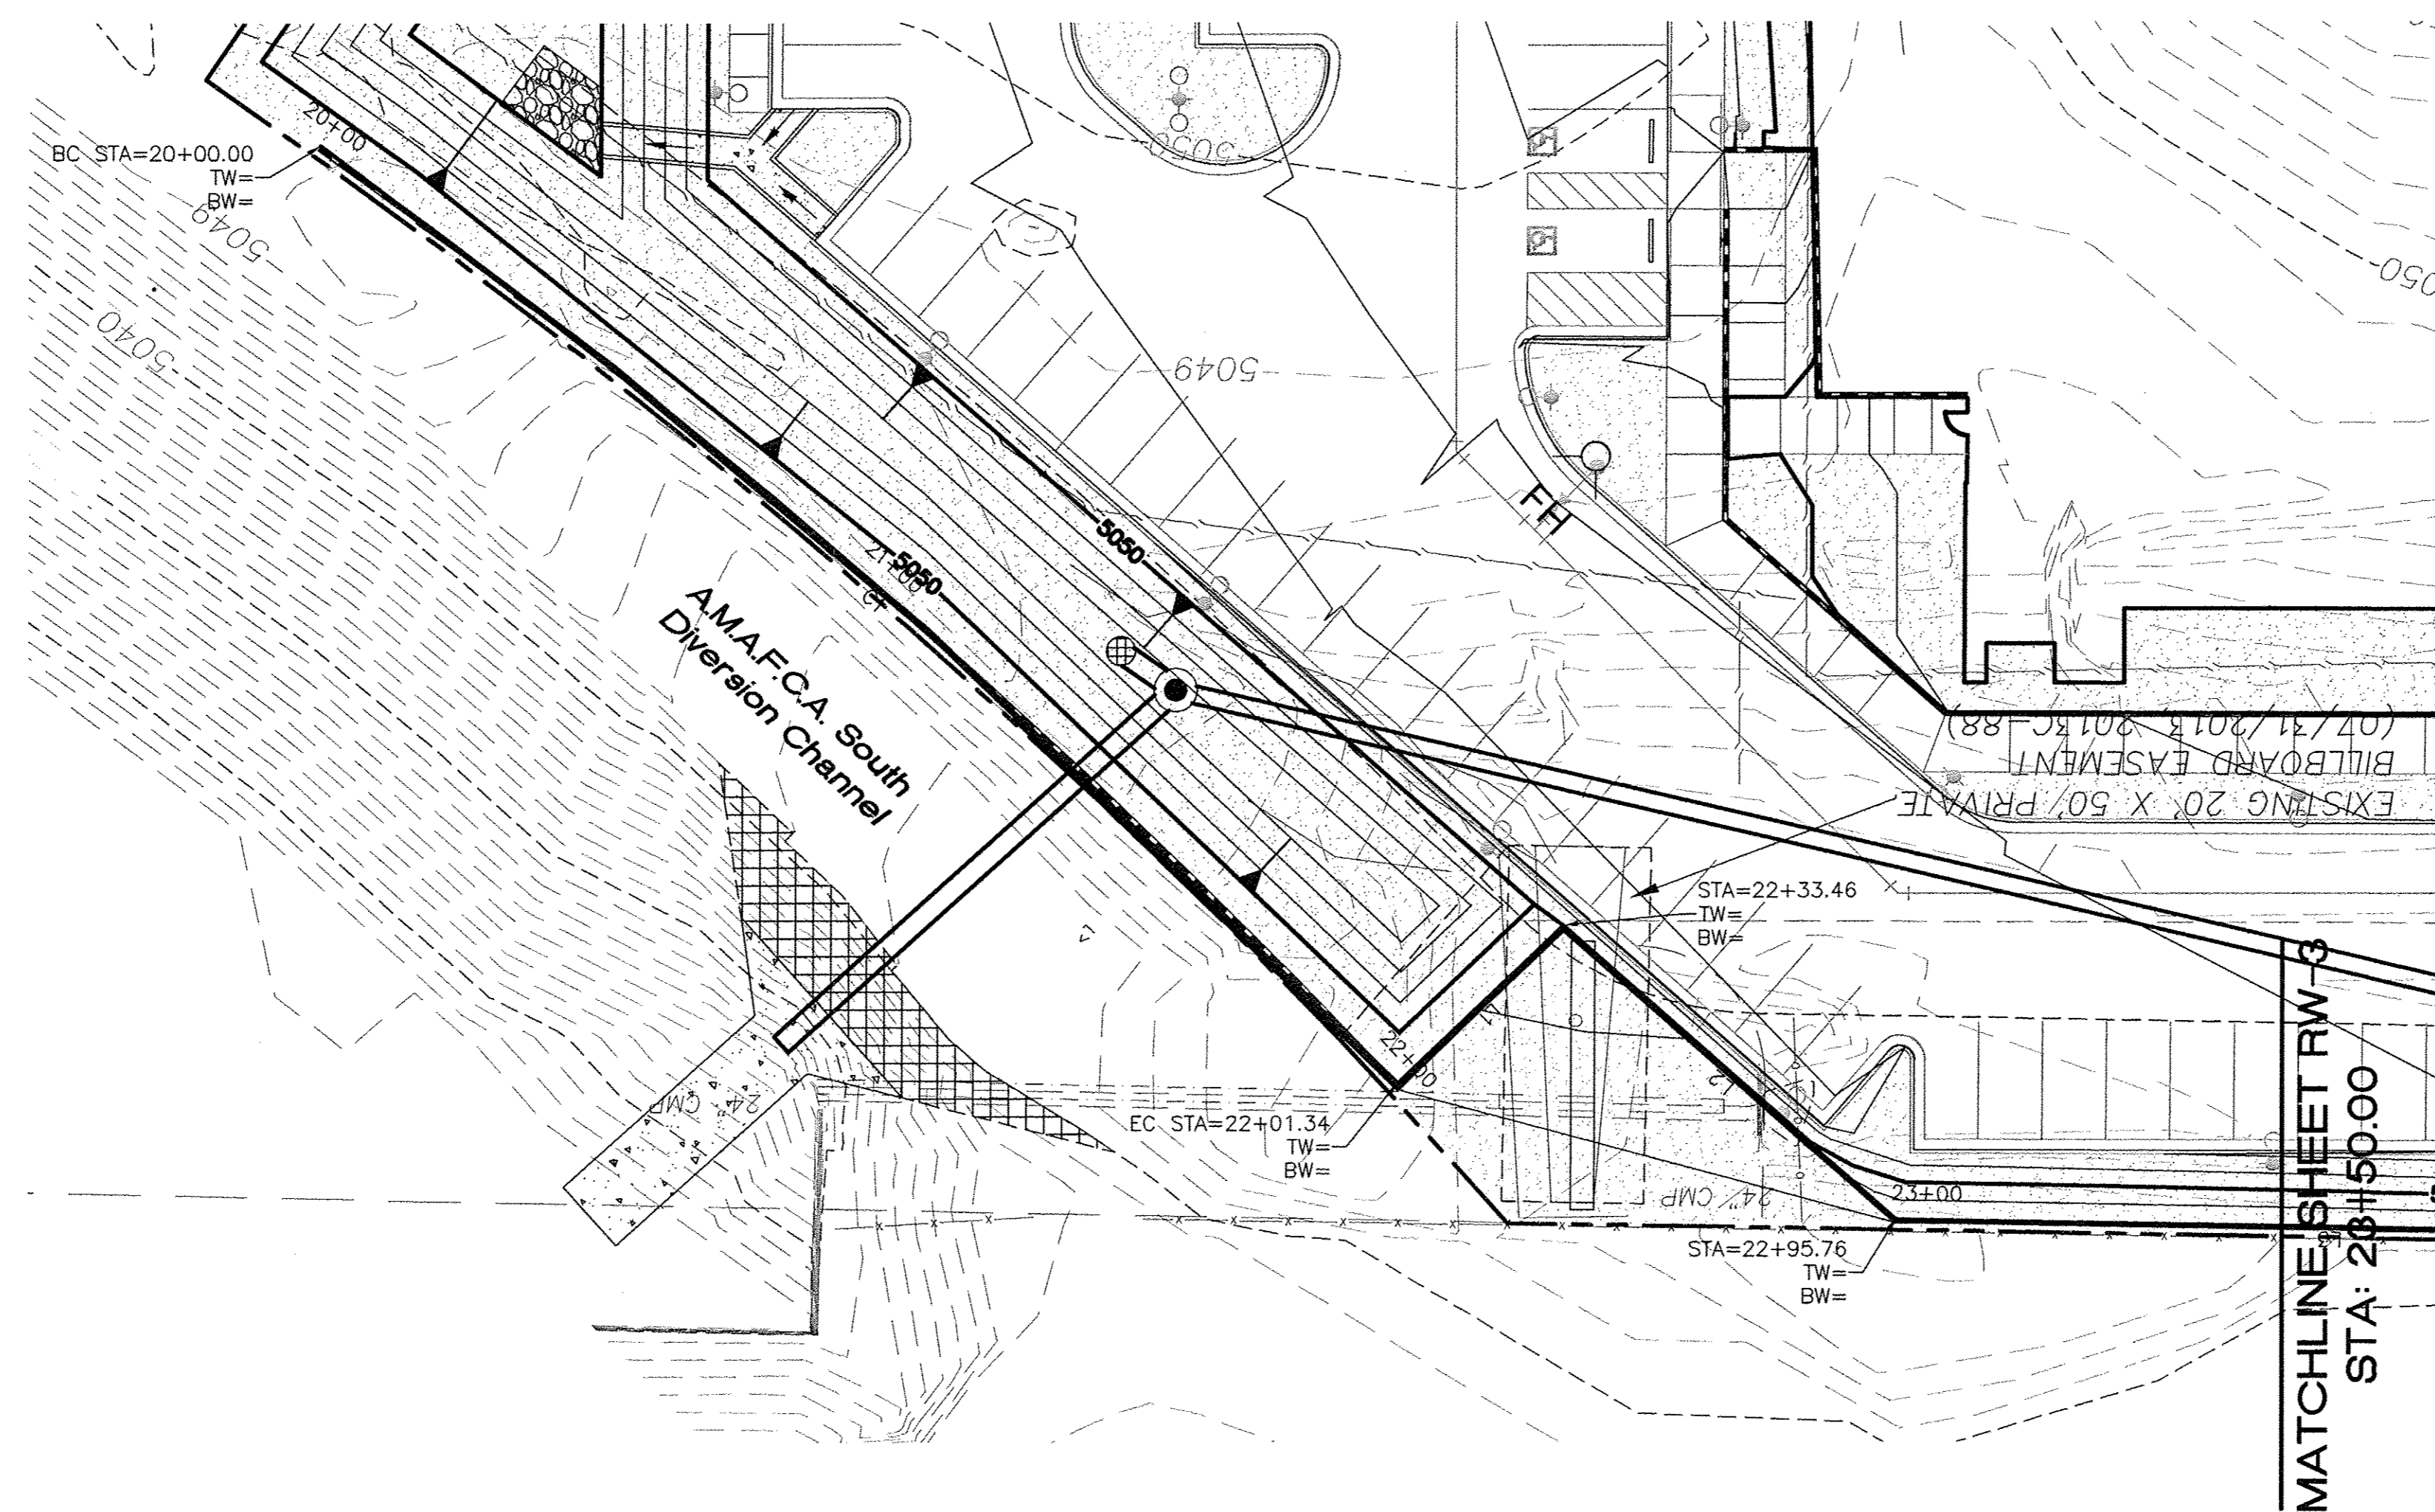 20+00
BC STA=20+00.00
TW=
BW=
5049
5040
5050
5049
5050
FH
5050
5050
21+00
A.M.A.F.C.A. South
Diversion Channel
EXISTING 20' X 50' PRIVATE
BILLBOARD EASEMENT
(07/31/2013 2013C-88)
STA=22+33.46
TW=
BW=
22+00
24" CMP
EC STA=22+01.34
TW=
BW=
24" CMP
23+00
STA=22+95.76
TW=
BW=
MATCHLINE SHEET RW-3
STA: 23+50.00